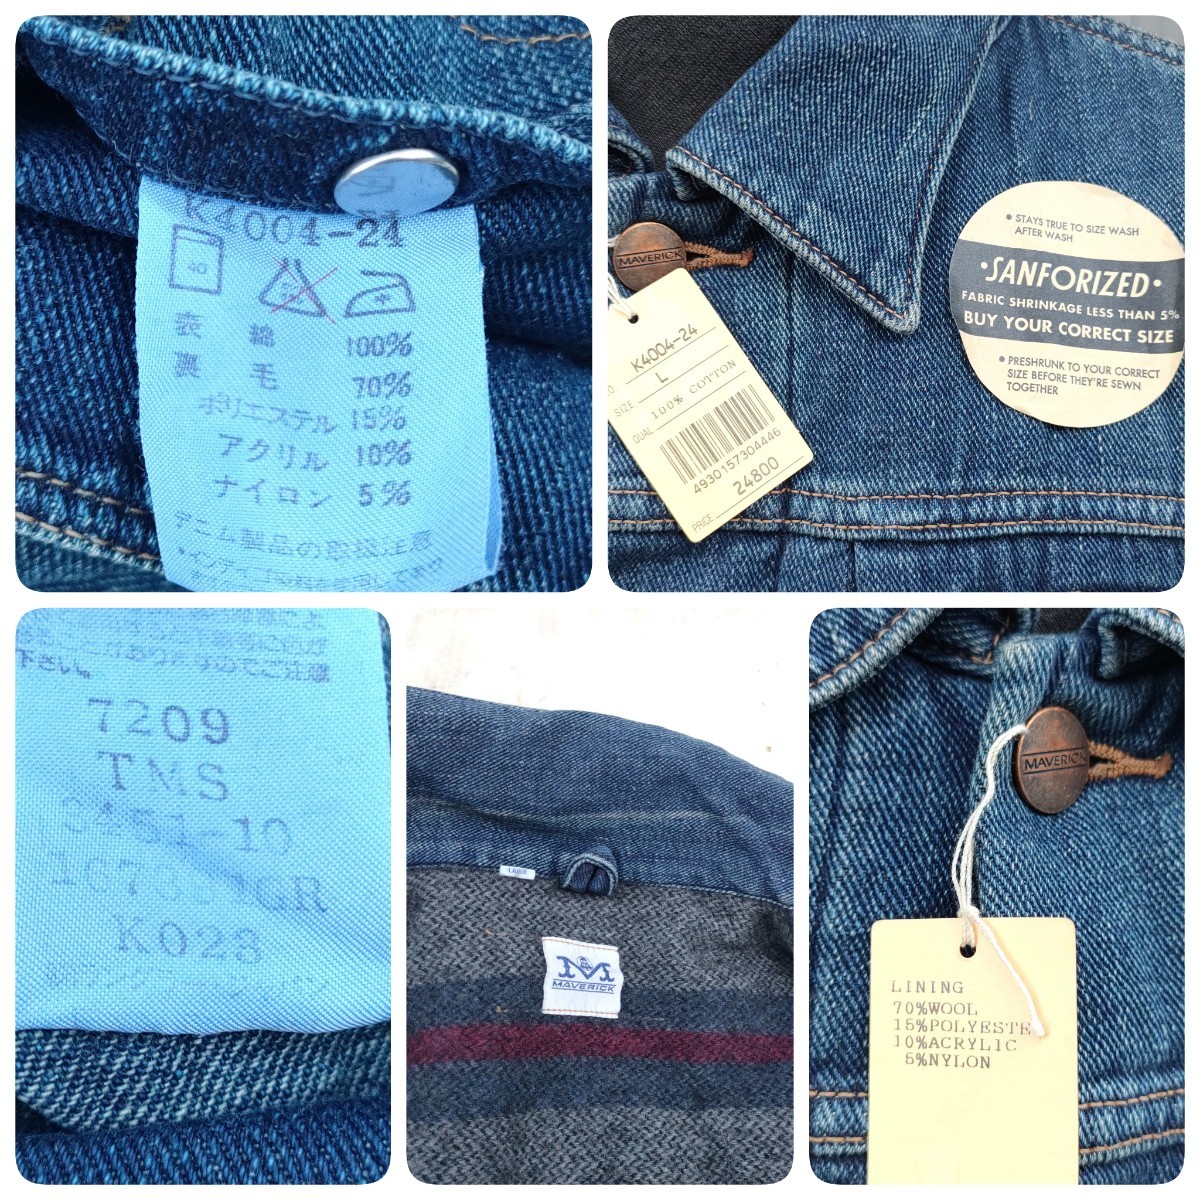 K4004-24
40
表 綿 100%
裏 毛 70%
ポリエステル 15%
アクリル 10%
ナイロン 5%
デニム製品の取扱注意
MAVERICK
K4004-24
SIZE L
QUAL 100% COTTON
4930157304446
24800
PRICE
• STAYS TRUE TO SIZE WASH
AFTER WASH
•SANFORIZED•
FABRIC SHRINKAGE LESS THAN 5%
BUY YOUR CORRECT SIZE
• PRESHRUNK TO YOUR CORRECT
SIZE BEFORE THEY'RE SEWN
TOGETHER
下さい。
7209
TMS
K028
M
MAVERICK
MAVERICK
LINING
70%WOOL
15%POLYESTE
10%ACRYLIC
5%NYLON